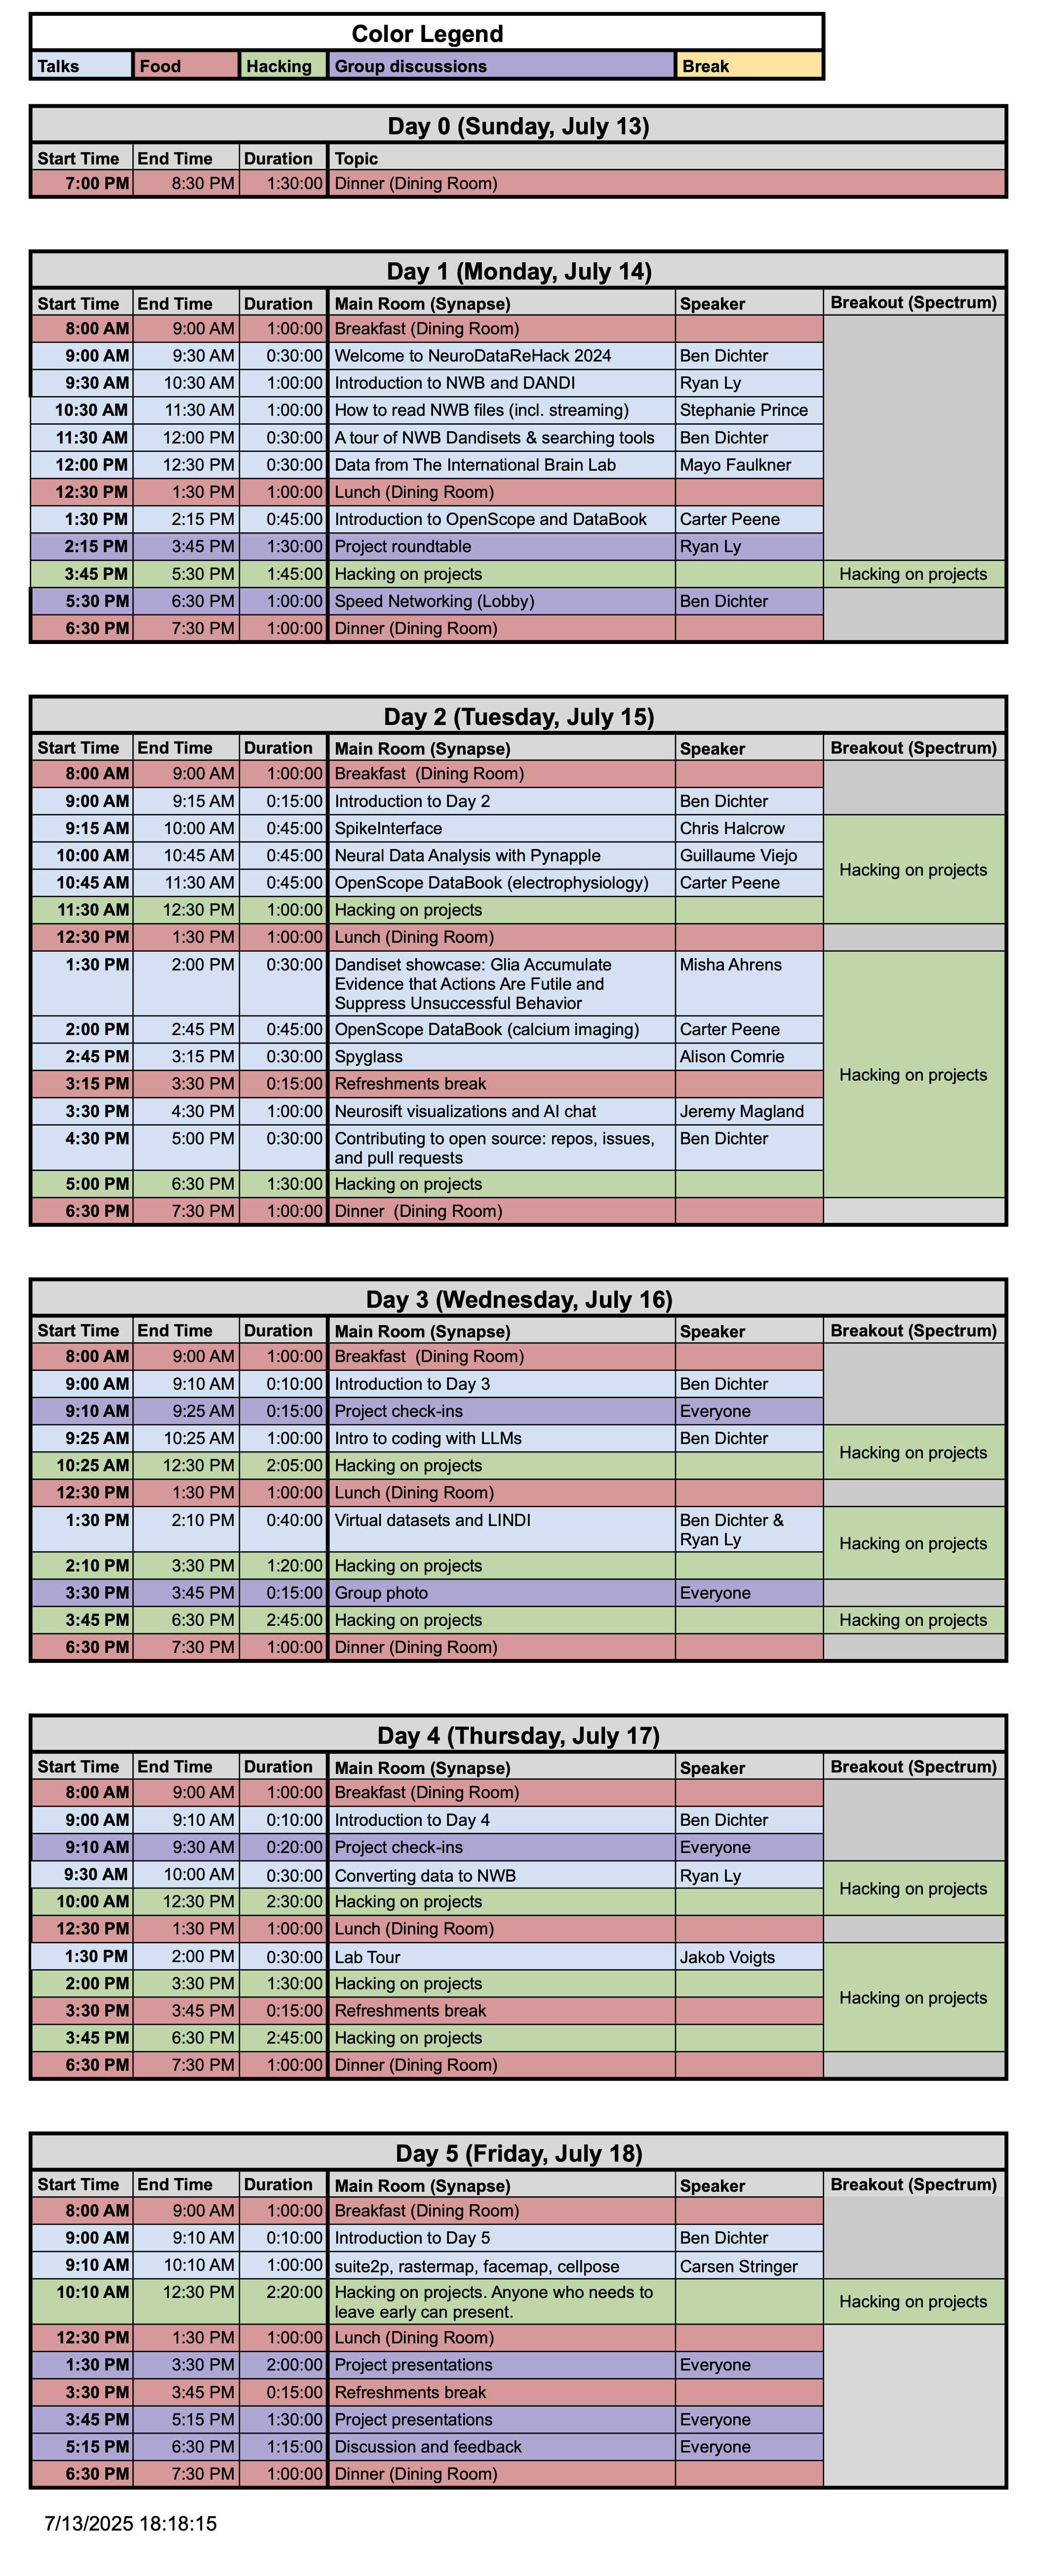 Color Legend
Talks Food Hacking Group discussions Break
Day 0 (Sunday, July 13)
Start Time End Time Duration Topic
7:00 PM 8:30 PM 1:30:00 Dinner (Dining Room)
Day 1 (Monday, July 14)
Start Time End Time Duration Main Room (Synapse) Speaker Breakout (Spectrum)
8:00 AM 9:00 AM 1:00:00 Breakfast (Dining Room)
9:00 AM 9:30 AM 0:30:00 Welcome to NeuroDataReHack 2024 Ben Dichter
9:30 AM 10:30 AM 1:00:00 Introduction to NWB and DANDI Ryan Ly
10:30 AM 11:30 AM 1:00:00 How to read NWB files (incl. streaming) Stephanie Prince
11:30 AM 12:00 PM 0:30:00 A tour of NWB Dandisets & searching tools Ben Dichter
12:00 PM 12:30 PM 0:30:00 Data from The International Brain Lab Mayo Faulkner
12:30 PM 1:30 PM 1:00:00 Lunch (Dining Room)
1:30 PM 2:15 PM 0:45:00 Introduction to OpenScope and DataBook Carter Peene
2:15 PM 3:45 PM 1:30:00 Project roundtable Ryan Ly
3:45 PM 5:30 PM 1:45:00 Hacking on projects Hacking on projects
5:30 PM 6:30 PM 1:00:00 Speed Networking (Lobby) Ben Dichter
6:30 PM 7:30 PM 1:00:00 Dinner (Dining Room)
Day 2 (Tuesday, July 15)
Start Time End Time Duration Main Room (Synapse) Speaker Breakout (Spectrum)
8:00 AM 9:00 AM 1:00:00 Breakfast (Dining Room)
9:00 AM 9:15 AM 0:15:00 Introduction to Day 2 Ben Dichter
9:15 AM 10:00 AM 0:45:00 SpikeInterface Chris Halcrow
10:00 AM 10:45 AM 0:45:00 Neural Data Analysis with Pynapple Guillaume Viejo
Hacking on projects
10:45 AM 11:30 AM 0:45:00 OpenScope DataBook (electrophysiology) Carter Peene
11:30 AM 12:30 PM 1:00:00 Hacking on projects
12:30 PM 1:30 PM 1:00:00 Lunch (Dining Room)
1:30 PM 2:00 PM 0:30:00 Dandiset showcase: Glia Accumulate Misha Ahrens
Evidence that Actions Are Futile and
Suppress Unsuccessful Behavior
2:00 PM 2:45 PM 0:45:00 OpenScope DataBook (calcium imaging) Carter Peene
2:45 PM 3:15 PM 0:30:00 Spyglass Alison Comrie
Hacking on projects
3:15 PM 3:30 PM 0:15:00 Refreshments break
3:30 PM 4:30 PM 1:00:00 Neurosift visualizations and AI chat Jeremy Magland
4:30 PM 5:00 PM 0:30:00 Contributing to open source: repos, issues, Ben Dichter
and pull requests
5:00 PM 6:30 PM 1:30:00 Hacking on projects
6:30 PM 7:30 PM 1:00:00 Dinner (Dining Room)
Day 3 (Wednesday, July 16)
Start Time End Time Duration Main Room (Synapse) Speaker Breakout (Spectrum)
8:00 AM 9:00 AM 1:00:00 Breakfast (Dining Room)
9:00 AM 9:10 AM 0:10:00 Introduction to Day 3 Ben Dichter
9:10 AM 9:25 AM 0:15:00 Project check-ins Everyone
9:25 AM 10:25 AM 1:00:00 Intro to coding with LLMs Ben Dichter
Hacking on projects
10:25 AM 12:30 PM 2:05:00 Hacking on projects
12:30 PM 1:30 PM 1:00:00 Lunch (Dining Room)
1:30 PM 2:10 PM 0:40:00 Virtual datasets and LINDI Ben Dichter &
Ryan Ly
Hacking on projects
2:10 PM 3:30 PM 1:20:00 Hacking on projects
3:30 PM 3:45 PM 0:15:00 Group photo Everyone
3:45 PM 6:30 PM 2:45:00 Hacking on projects Hacking on projects
6:30 PM 7:30 PM 1:00:00 Dinner (Dining Room)
Day 4 (Thursday, July 17)
Start Time End Time Duration Main Room (Synapse) Speaker Breakout (Spectrum)
8:00 AM 9:00 AM 1:00:00 Breakfast (Dining Room)
9:00 AM 9:10 AM 0:10:00 Introduction to Day 4 Ben Dichter
9:10 AM 9:30 AM 0:20:00 Project check-ins Everyone
9:30 AM 10:00 AM 0:30:00 Converting data to NWB Ryan Ly
Hacking on projects
10:00 AM 12:30 PM 2:30:00 Hacking on projects
12:30 PM 1:30 PM 1:00:00 Lunch (Dining Room)
1:30 PM 2:00 PM 0:30:00 Lab Tour Jakob Voigts
2:00 PM 3:30 PM 1:30:00 Hacking on projects
Hacking on projects
3:30 PM 3:45 PM 0:15:00 Refreshments break
3:45 PM 6:30 PM 2:45:00 Hacking on projects
6:30 PM 7:30 PM 1:00:00 Dinner (Dining Room)
Day 5 (Friday, July 18)
Start Time End Time Duration Main Room (Synapse) Speaker Breakout (Spectrum)
8:00 AM 9:00 AM 1:00:00 Breakfast (Dining Room)
9:00 AM 9:10 AM 0:10:00 Introduction to Day 5 Ben Dichter
9:10 AM 10:10 AM 1:00:00 suite2p, rastermap, facemap, cellpose Carsen Stringer
10:10 AM 12:30 PM 2:20:00 Hacking on projects. Anyone who needs to Hacking on projects
leave early can present.
12:30 PM 1:30 PM 1:00:00 Lunch (Dining Room)
1:30 PM 3:30 PM 2:00:00 Project presentations Everyone
3:30 PM 3:45 PM 0:15:00 Refreshments break
3:45 PM 5:15 PM 1:30:00 Project presentations Everyone
5:15 PM 6:30 PM 1:15:00 Discussion and feedback Everyone
6:30 PM 7:30 PM 1:00:00 Dinner (Dining Room)
7/13/2025 18:18:15